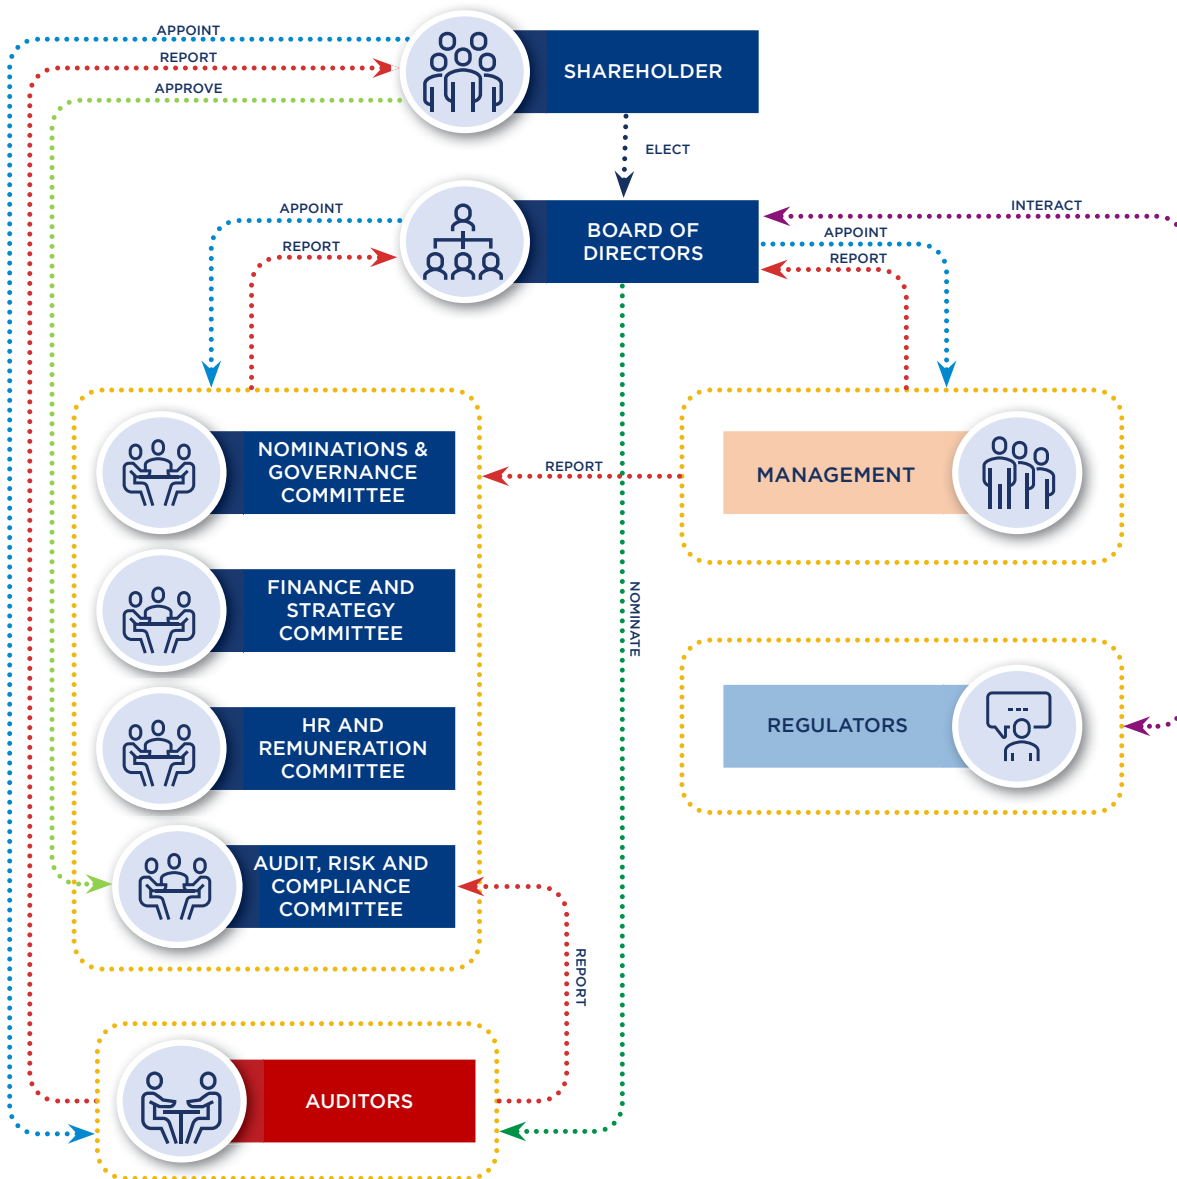 APPOINT
REPORT
APPROVE
SHAREHOLDER
ELECT
APPOINT
REPORT
BOARD OF
DIRECTORS
INTERACT
APPOINT
REPORT
NOMINATIONS &
GOVERNANCE
COMMITTEE
REPORT
MANAGEMENT
FINANCE AND
STRATEGY
COMMITTEE
NOMINATE
HR AND
REMUNERATION
COMMITTEE
REGULATORS
AUDIT, RISK AND
COMPLIANCE
COMMITTEE
REPORT
AUDITORS